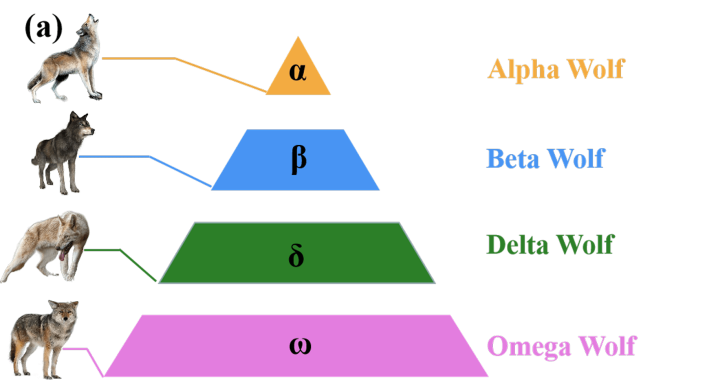 (a)
α Alpha Wolf
β Beta Wolf
δ Delta Wolf
ω Omega Wolf